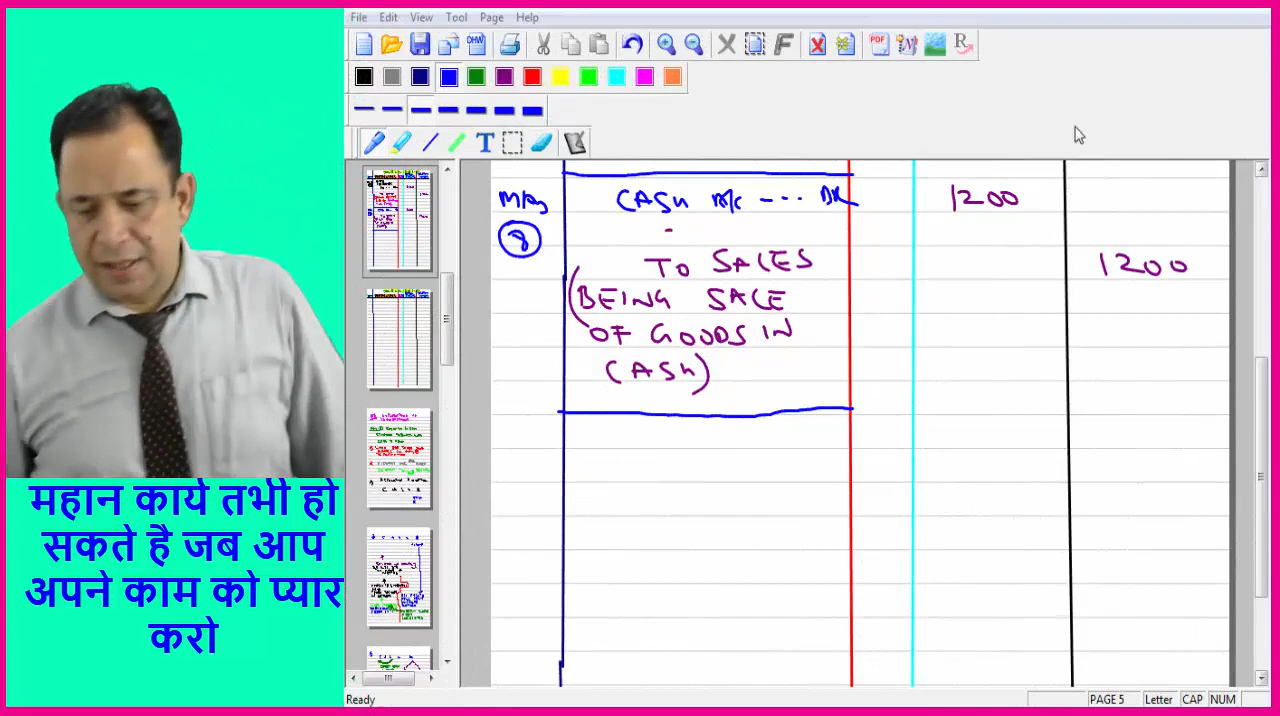 File Edit View Tool Page Help
CASH A/C --- DR 1200
8
TO SALES 1200
(BEING SALE
OF GOODS IN
CASH)
महान कार्य तभी हो
सकते है जब आप
अपने काम को प्यार
करो
Ready PAGE 5 Letter CAP NUM